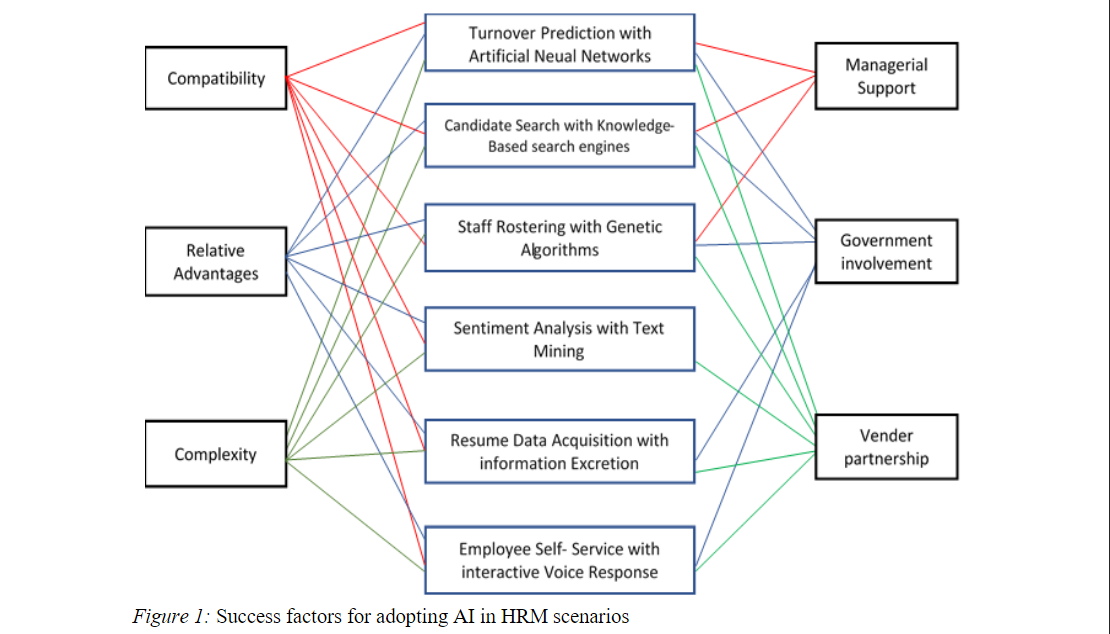 Compatibility
Relative
Advantages
Complexity
Turnover Prediction with
Artificial Neual Networks
Candidate Search with Knowledge-
Based search engines
Staff Rostering with Genetic
Algorithms
Sentiment Analysis with Text
Mining
Resume Data Acquisition with
information Excretion
Employee Self- Service with
interactive Voice Response
Managerial
Support
Government
involvement
Vender
partnership
Figure 1: Success factors for adopting AI in HRM scenarios